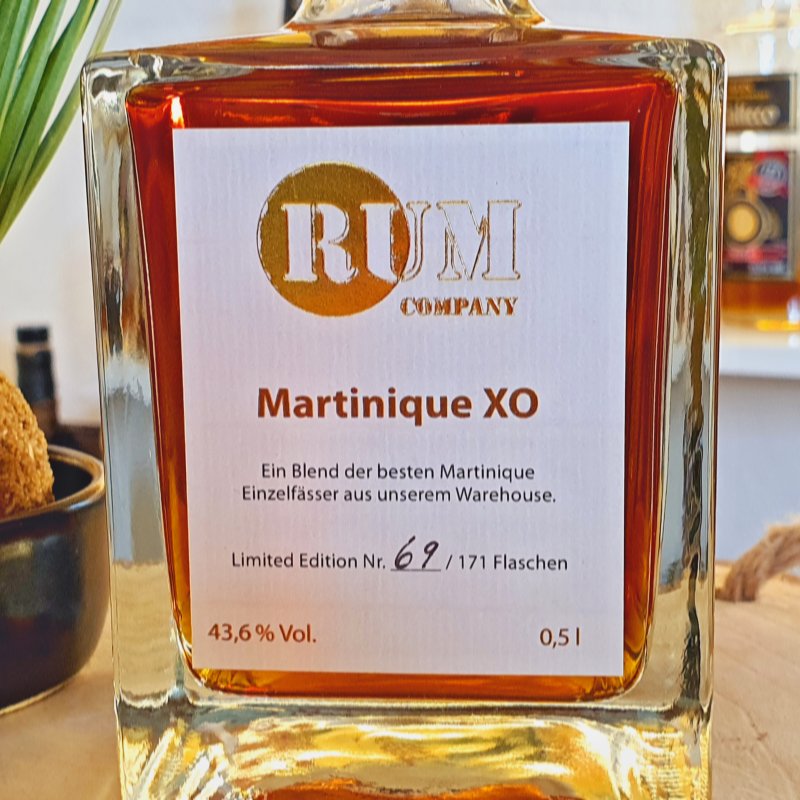 RUM
COMPANY
Martinique XO
Ein Blend der besten Martinique
Einzelfässer aus unserem Warehouse.
Limited Edition Nr. 69 / 171 Flaschen
43,6 % Vol. 0,5 l